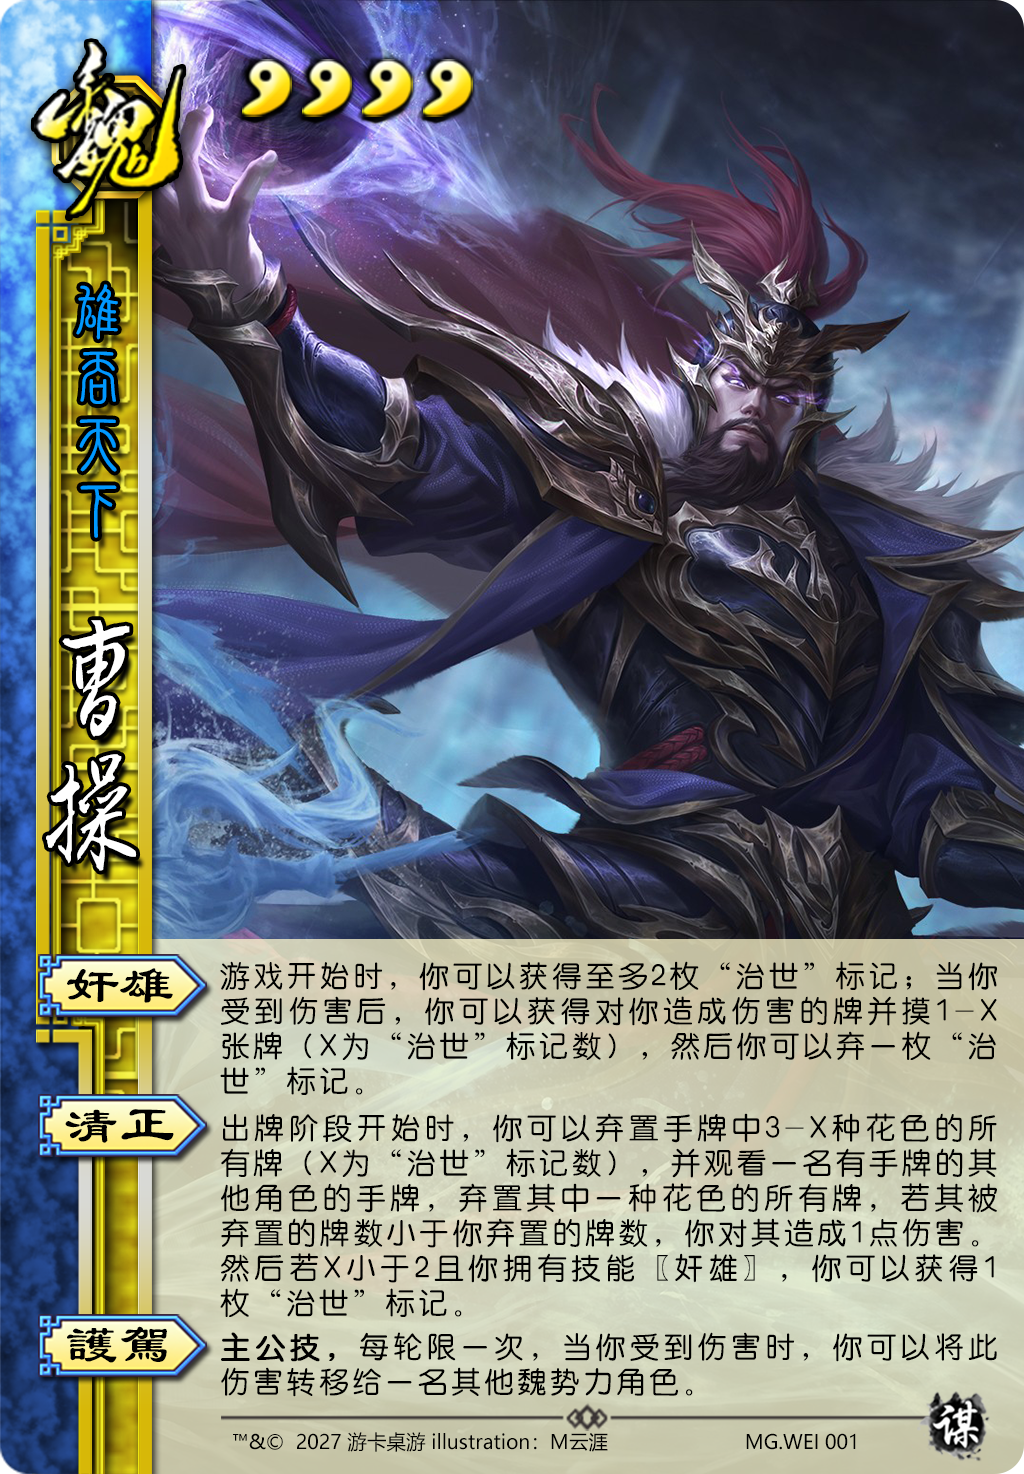 魏
雄吞天下
曹操
奸雄
游戏开始时，你可以获得至多2枚“治世”标记；当你
受到伤害后，你可以获得对你造成伤害的牌并摸1-X
张牌（X为“治世”标记数），然后你可以弃一枚“治
世”标记。
清正
出牌阶段开始时，你可以弃置手牌中3-X种花色的所
有牌（X为“治世”标记数），并观看一名有手牌的其
他角色的手牌，弃置其中一种花色的所有牌，若其被
弃置的牌数小于你弃置的牌数，你对其造成1点伤害。
然后若X小于2且你拥有技能〖奸雄〗，你可以获得1
枚“治世”标记。
護駕
主公技，每轮限一次，当你受到伤害时，你可以将此
伤害转移给一名其他魏势力角色。
™&© 2027 游卡桌游 illustration：M云涯
MG.WEI 001
谋